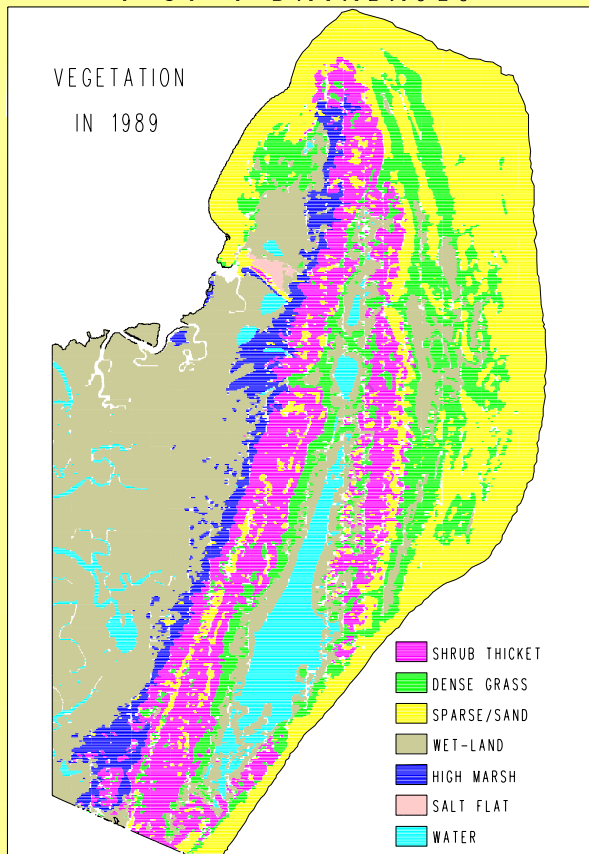 VEGETATION
IN 1989
SHRUB THICKET
DENSE GRASS
SPARSE/SAND
WET-LAND
HIGH MARSH
SALT FLAT
WATER